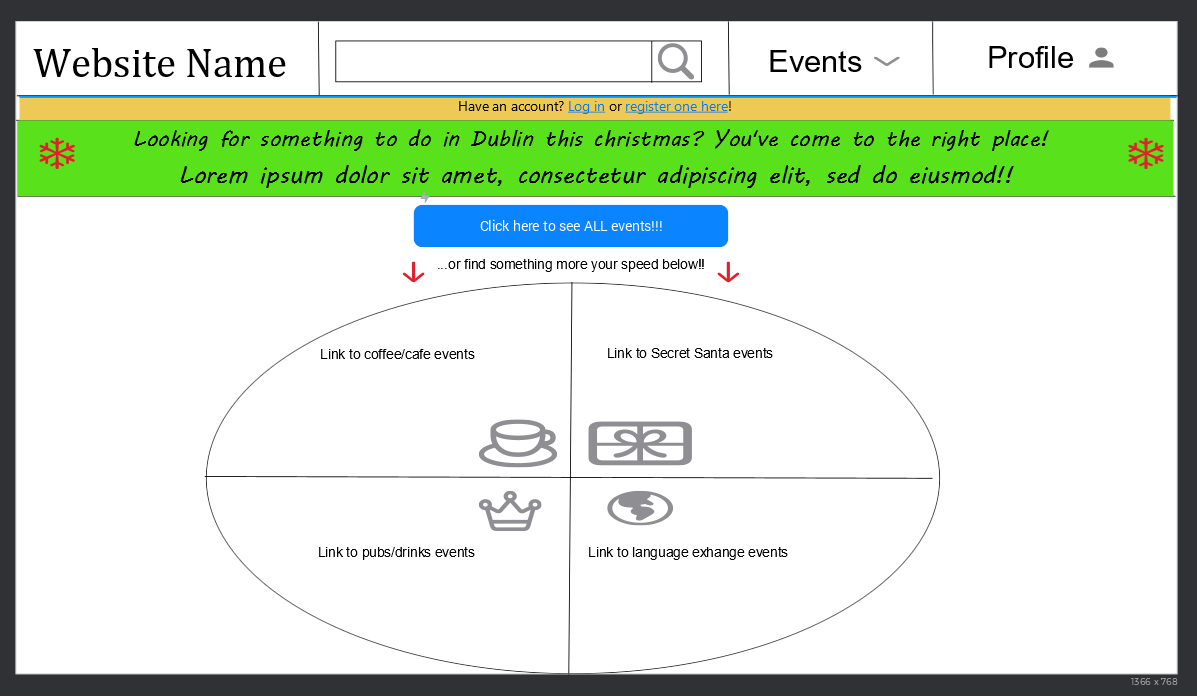 Website Name
Events
Profile
Have an account? Log in or register one here!
Looking for something to do in Dublin this christmas? You've come to the right place!
Lorem ipsum dolor sit amet, consectetur adipiscing elit, sed do eiusmod!!
Click here to see ALL events!!!
...or find something more your speed below!!
Link to coffee/cafe events
Link to Secret Santa events
Link to pubs/drinks events
Link to language exhange events
1366 x 768